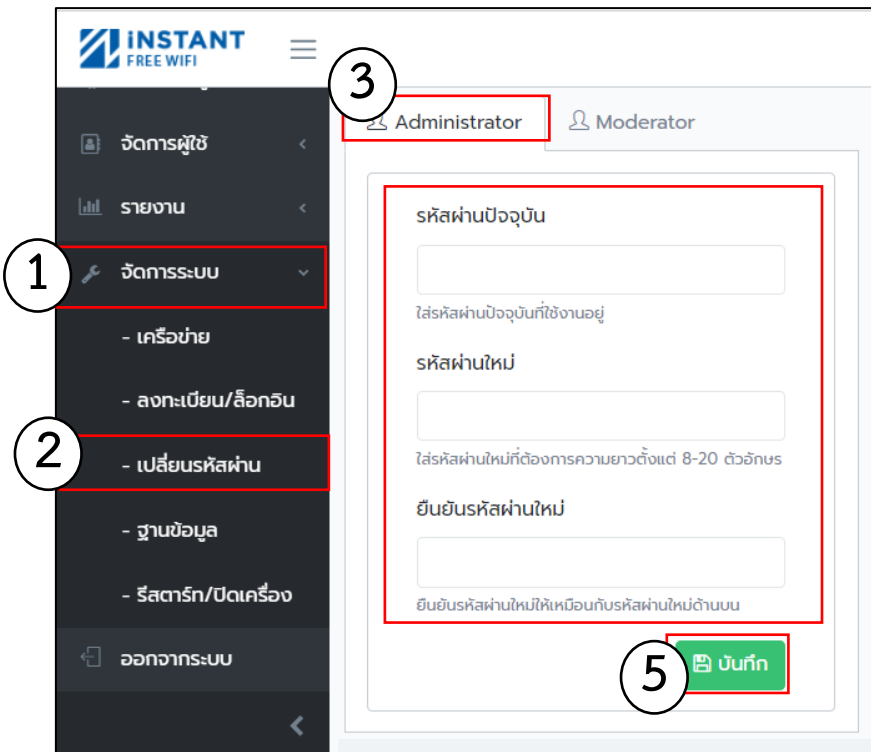 INSTANT
FREE WIFI
3
Administrator
Moderator
จัดการผู้ใช้
รายงาน
1
จัดการระบบ
- เครือข่าย
- ลงทะเบียน/ล็อกอิน
2
- เปลี่ยนรหัสผ่าน
- ฐานข้อมูล
- รีสตาร์ท/ปิดเครื่อง
ออกจากระบบ
รหัสผ่านปัจจุบัน
ใส่รหัสผ่านปัจจุบันที่ใช้งานอยู่
รหัสผ่านใหม่
ใส่รหัสผ่านใหม่ที่ต้องการความยาวตั้งแต่ 8-20 ตัวอักษร
ยืนยันรหัสผ่านใหม่
ยืนยันรหัสผ่านใหม่ให้เหมือนกับรหัสผ่านใหม่ด้านบน
5
บันทึก